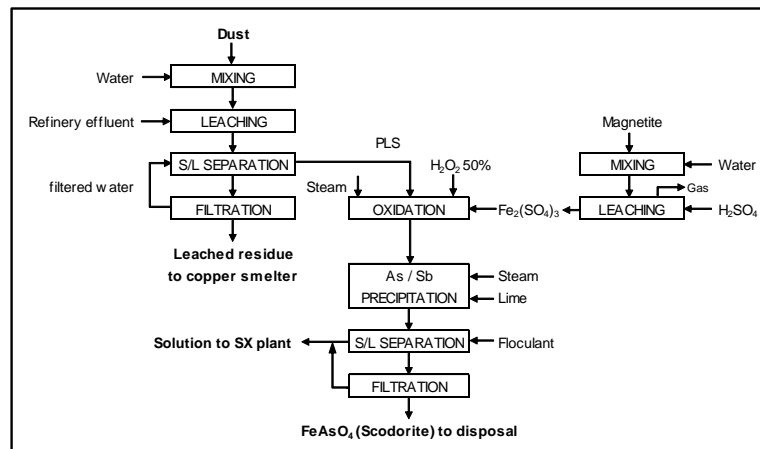 Dust
Water
MIXING
Refinery effluent
LEACHING
PLS
Magnetite
S/L SEPARATION
H₂O₂ 50%
MIXING
Water
filtered water
Steam
Gas
FILTRATION
OXIDATION
Fe₂(SO₄)₃
LEACHING
H₂SO₄
Leached residue
to copper smelter
As / Sb
PRECIPITATION
Steam
Lime
Solution to SX plant
S/L SEPARATION
Floculant
FILTRATION
FeAsO₄ (Scodorite) to disposal